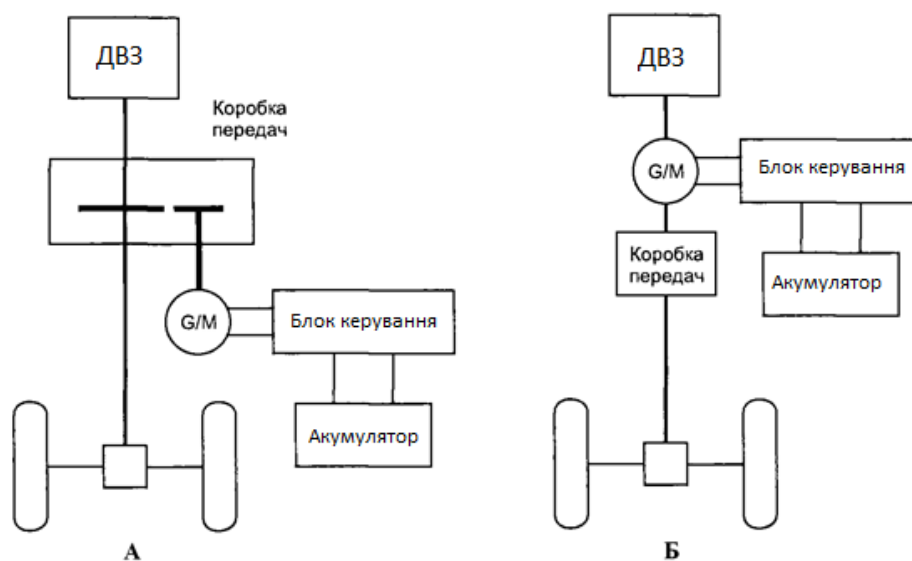 ДВЗ
Коробка
передач
G/M
Блок керування
Акумулятор
А
ДВЗ
G/M
Блок керування
Коробка
передач
Акумулятор
Б